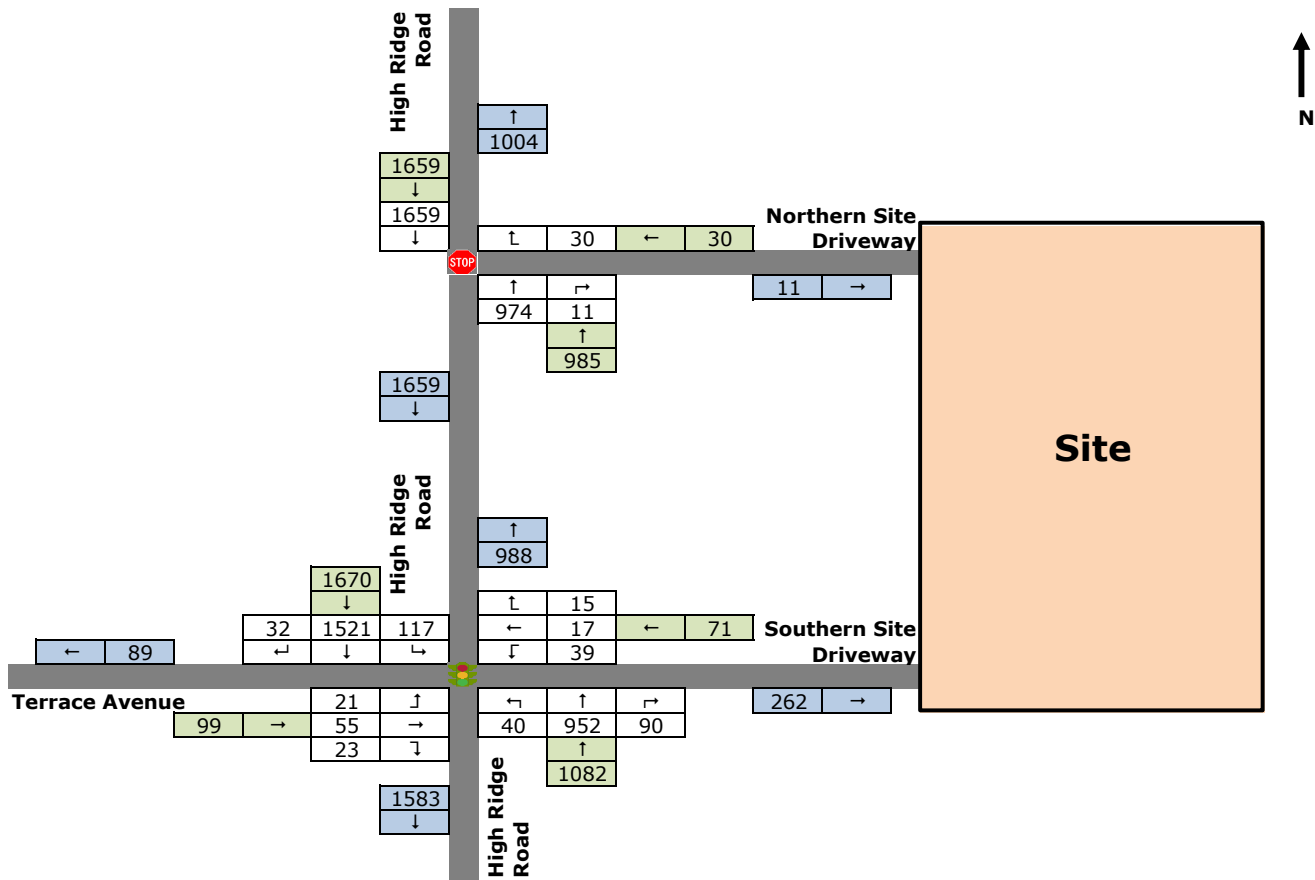 High Ridge
Road
↑
1004
N
1659
↓
1659
↓
Northern Site
Driveway
↰ 30 ← 30
STOP
11 →
↑ ↱
974 11
↑
985
1659
↓
Site
High Ridge
Road
↑
988
1670
↓
↰ 15
32 1521 117
↵ ↓ ↳
← 17 ← 71
↓ 39
Southern Site
Driveway
← 89
Terrace Avenue
21 ↑
99 → 55 →
23 ↴
↰ ↑ ↱
40 952 90
↑
1082
262 →
1583
↓
High Ridge
Road